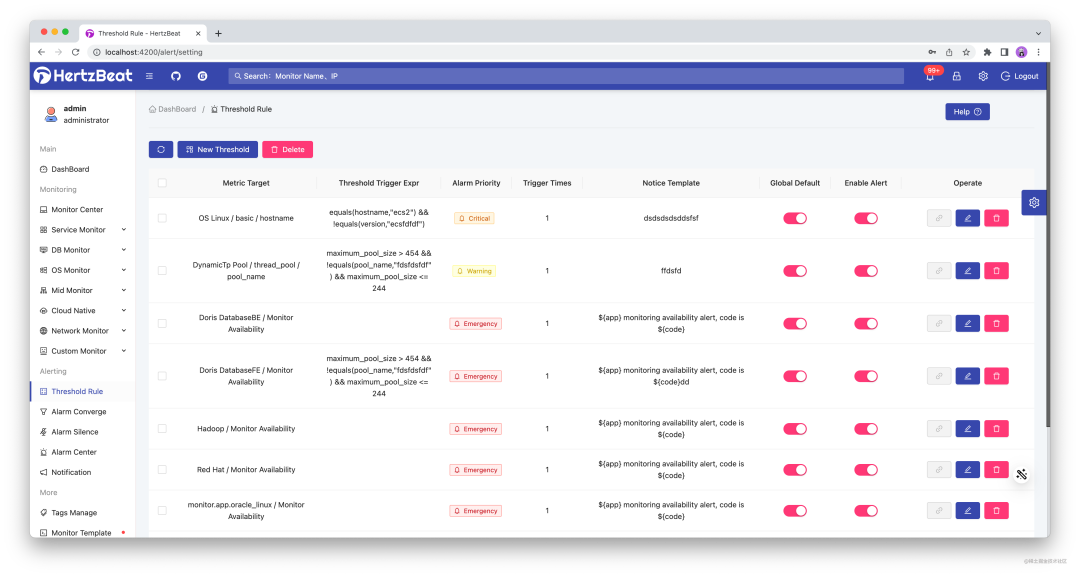 Threshold Rule - HertzBeat
localhost:4200/alert/setting
HertzBeat
Search: Monitor Name、IP
99+
Logout
admin
administrator
DashBoard / Threshold Rule
Help
Main
DashBoard
Monitoring
Monitor Center
Service Monitor
DB Monitor
OS Monitor
Mid Monitor
Cloud Native
Network Monitor
Custom Monitor
Alerting
Threshold Rule
Alarm Converge
Alarm Silence
Alarm Center
Notification
More
Tags Manage
Monitor Template
New Threshold
Delete
Metric Target Threshold Trigger Expr Alarm Priority Trigger Times Notice Template Global Default Enable Alert Operate
OS Linux / basic / hostname
equals(hostname,"ecs2") &&
!equals(version,"ecsfdfdf")
Critical
1
dsdsdsdsddsfsf
DynamicTp Pool / thread_pool /
pool_name
maximum_pool_size > 454 &&
!equals(pool_name,"fdsfdsfdf"
) && maximum_pool_size <=
244
Warning
1
ffdsfd
Doris DatabaseBE / Monitor
Availability
Emergency
1
${app} monitoring availability alert, code is
${code}
Doris DatabaseFE / Monitor
Availability
maximum_pool_size > 454 &&
!equals(pool_name,"fdsfdsfdf"
) && maximum_pool_size <=
244
Emergency
1
${app} monitoring availability alert, code is
${code}dd
Hadoop / Monitor Availability
Emergency
1
${app} monitoring availability alert, code is
${code}
Red Hat / Monitor Availability
Emergency
1
${app} monitoring availability alert, code is
${code}
monitor.app.oracle_linux / Monitor
Availability
Emergency
1
${app} monitoring availability alert, code is
${code}
@稀土掘金技术社区